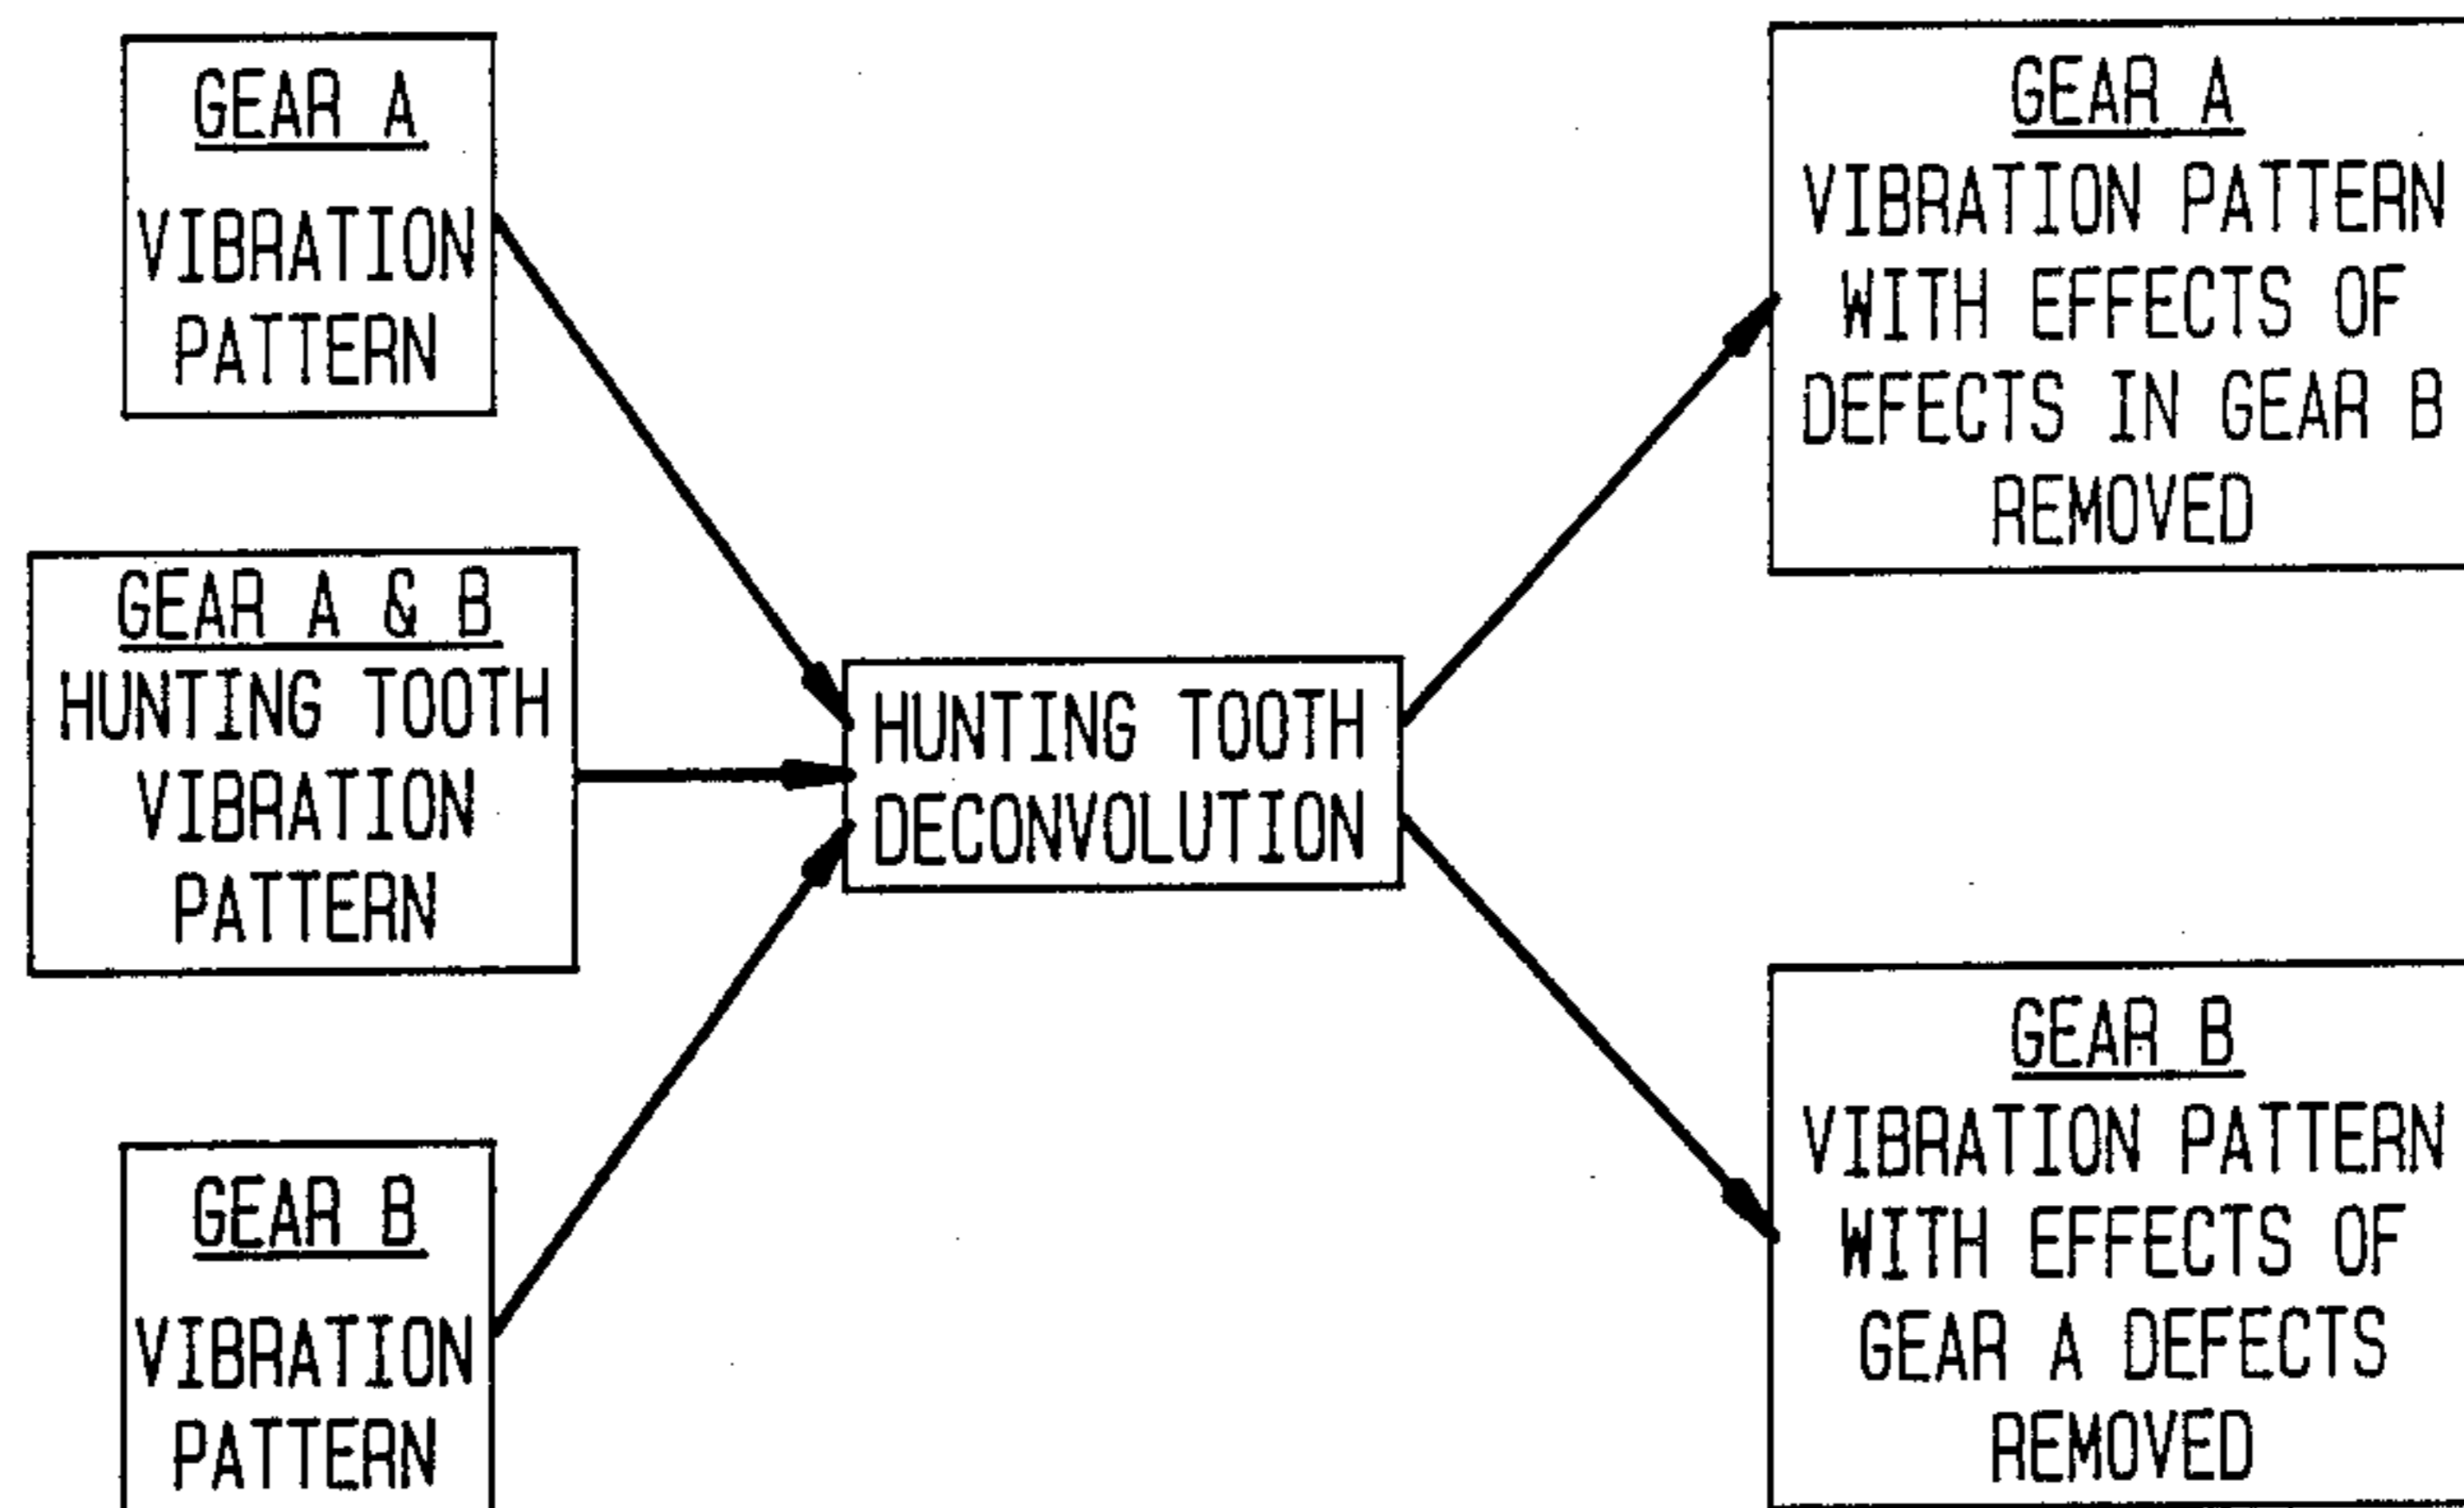 GEAR A
VIBRATION
PATTERN
GEAR A & B
HUNTING TOOTH
VIBRATION
PATTERN
GEAR B
VIBRATION
PATTERN
HUNTING TOOTH
DECONVOLUTION
GEAR A
VIBRATION PATTERN
WITH EFFECTS OF
DEFECTS IN GEAR B
REMOVED
GEAR B
VIBRATION PATTERN
WITH EFFECTS OF
GEAR A DEFECTS
REMOVED